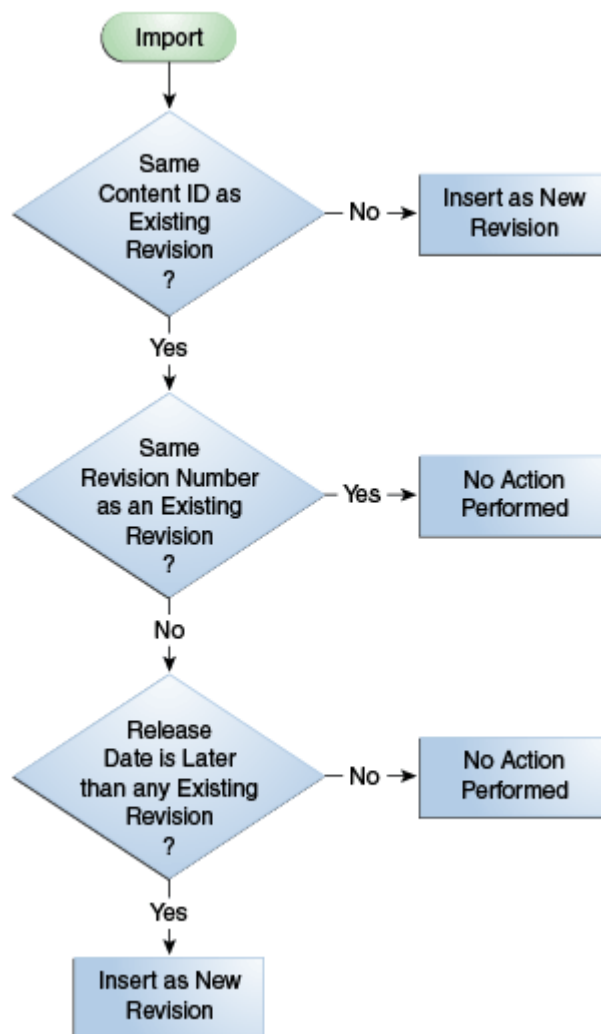 Import
Same
Content ID as
Existing
Revision
?
No
Insert as New
Revision
Yes
Same
Revision Number
as an Existing
Revision
?
Yes
No Action
Performed
No
Release
Date is Later
than any Existing
Revision
?
No
No Action
Performed
Yes
Insert as New
Revision